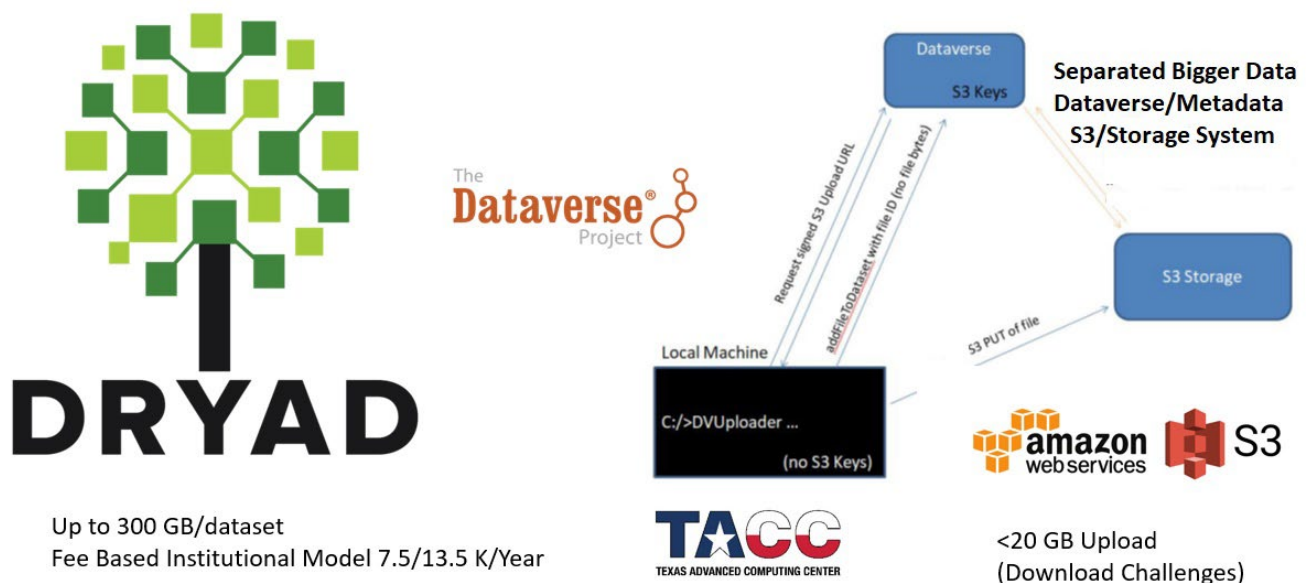 DRYAD
Up to 300 GB/dataset
Fee Based Institutional Model 7.5/13.5 K/Year
The
Dataverse®
Project
Dataverse
S3 Keys
Separated Bigger Data
Dataverse/Metadata
S3/Storage System
Request signed S3 Upload URL
addFileToDataset with file ID (no file bytes)
S3 Storage
S3 PUT of file
Local Machine
C:/>DVUploader ...
(no S3 Keys)
amazon
webservices
S3
TACC
TEXAS ADVANCED COMPUTING CENTER
<20 GB Upload
(Download Challenges)